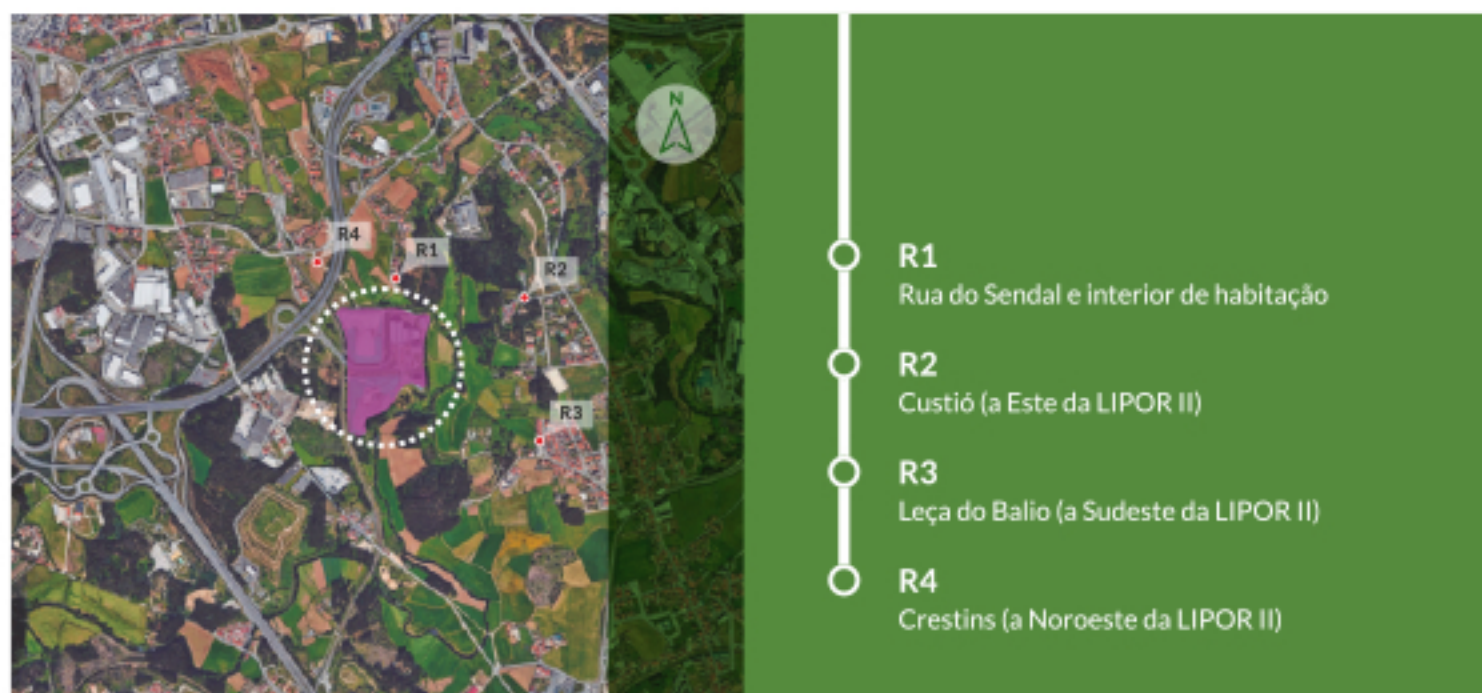 N
R4
R1
R2
R3
R1
Rua do Sendal e interior de habitação
R2
Custió (a Este da LIPOR II)
R3
Leça do Balio (a Sudeste da LIPOR II)
R4
Crestins (a Noroeste da LIPOR II)